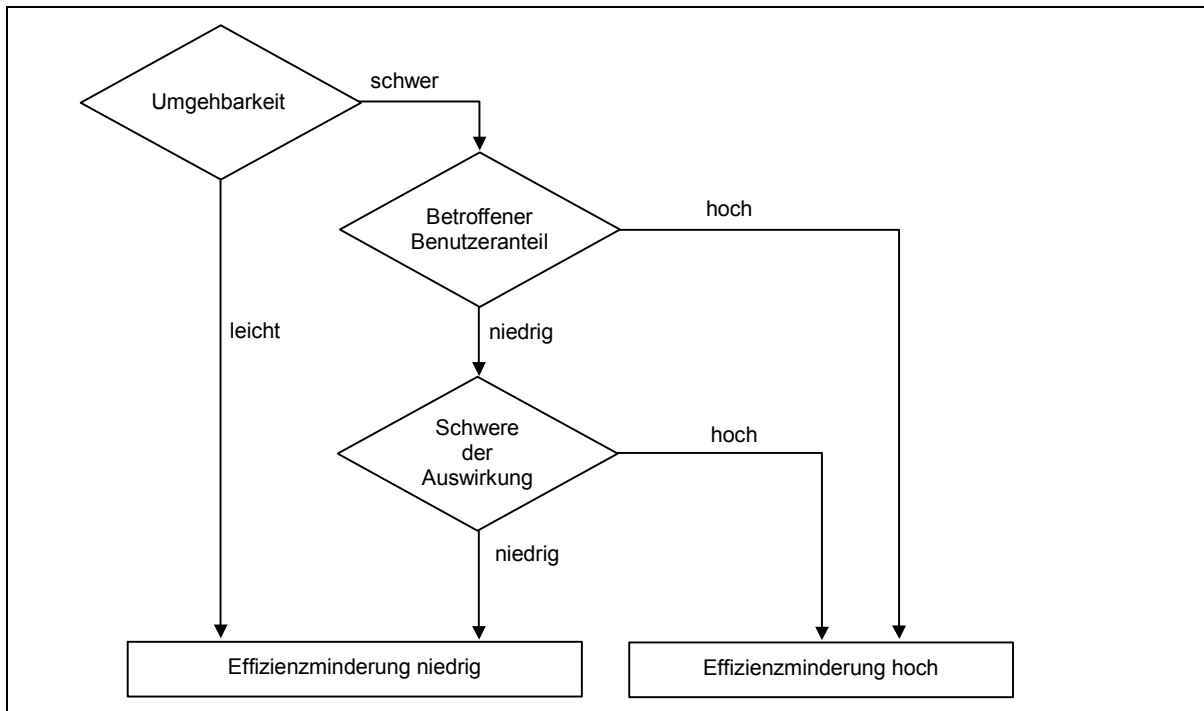 schwer
Umgehbarkeit
hoch
Betroffener
Benutzeranteil
leicht
niedrig
Schwere
der
Auswirkung
hoch
niedrig
Effizienzminderung niedrig
Effizienzminderung hoch